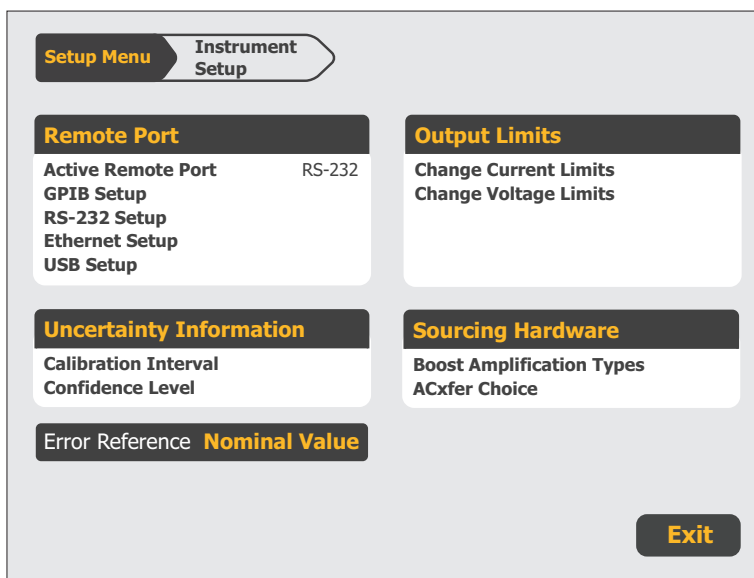 Setup Menu
Instrument
Setup
Remote Port
Active Remote Port RS-232
GPIB Setup
RS-232 Setup
Ethernet Setup
USB Setup
Output Limits
Change Current Limits
Change Voltage Limits
Uncertainty Information
Calibration Interval
Confidence Level
Sourcing Hardware
Boost Amplification Types
ACxfer Choice
Error Reference Nominal Value
Exit